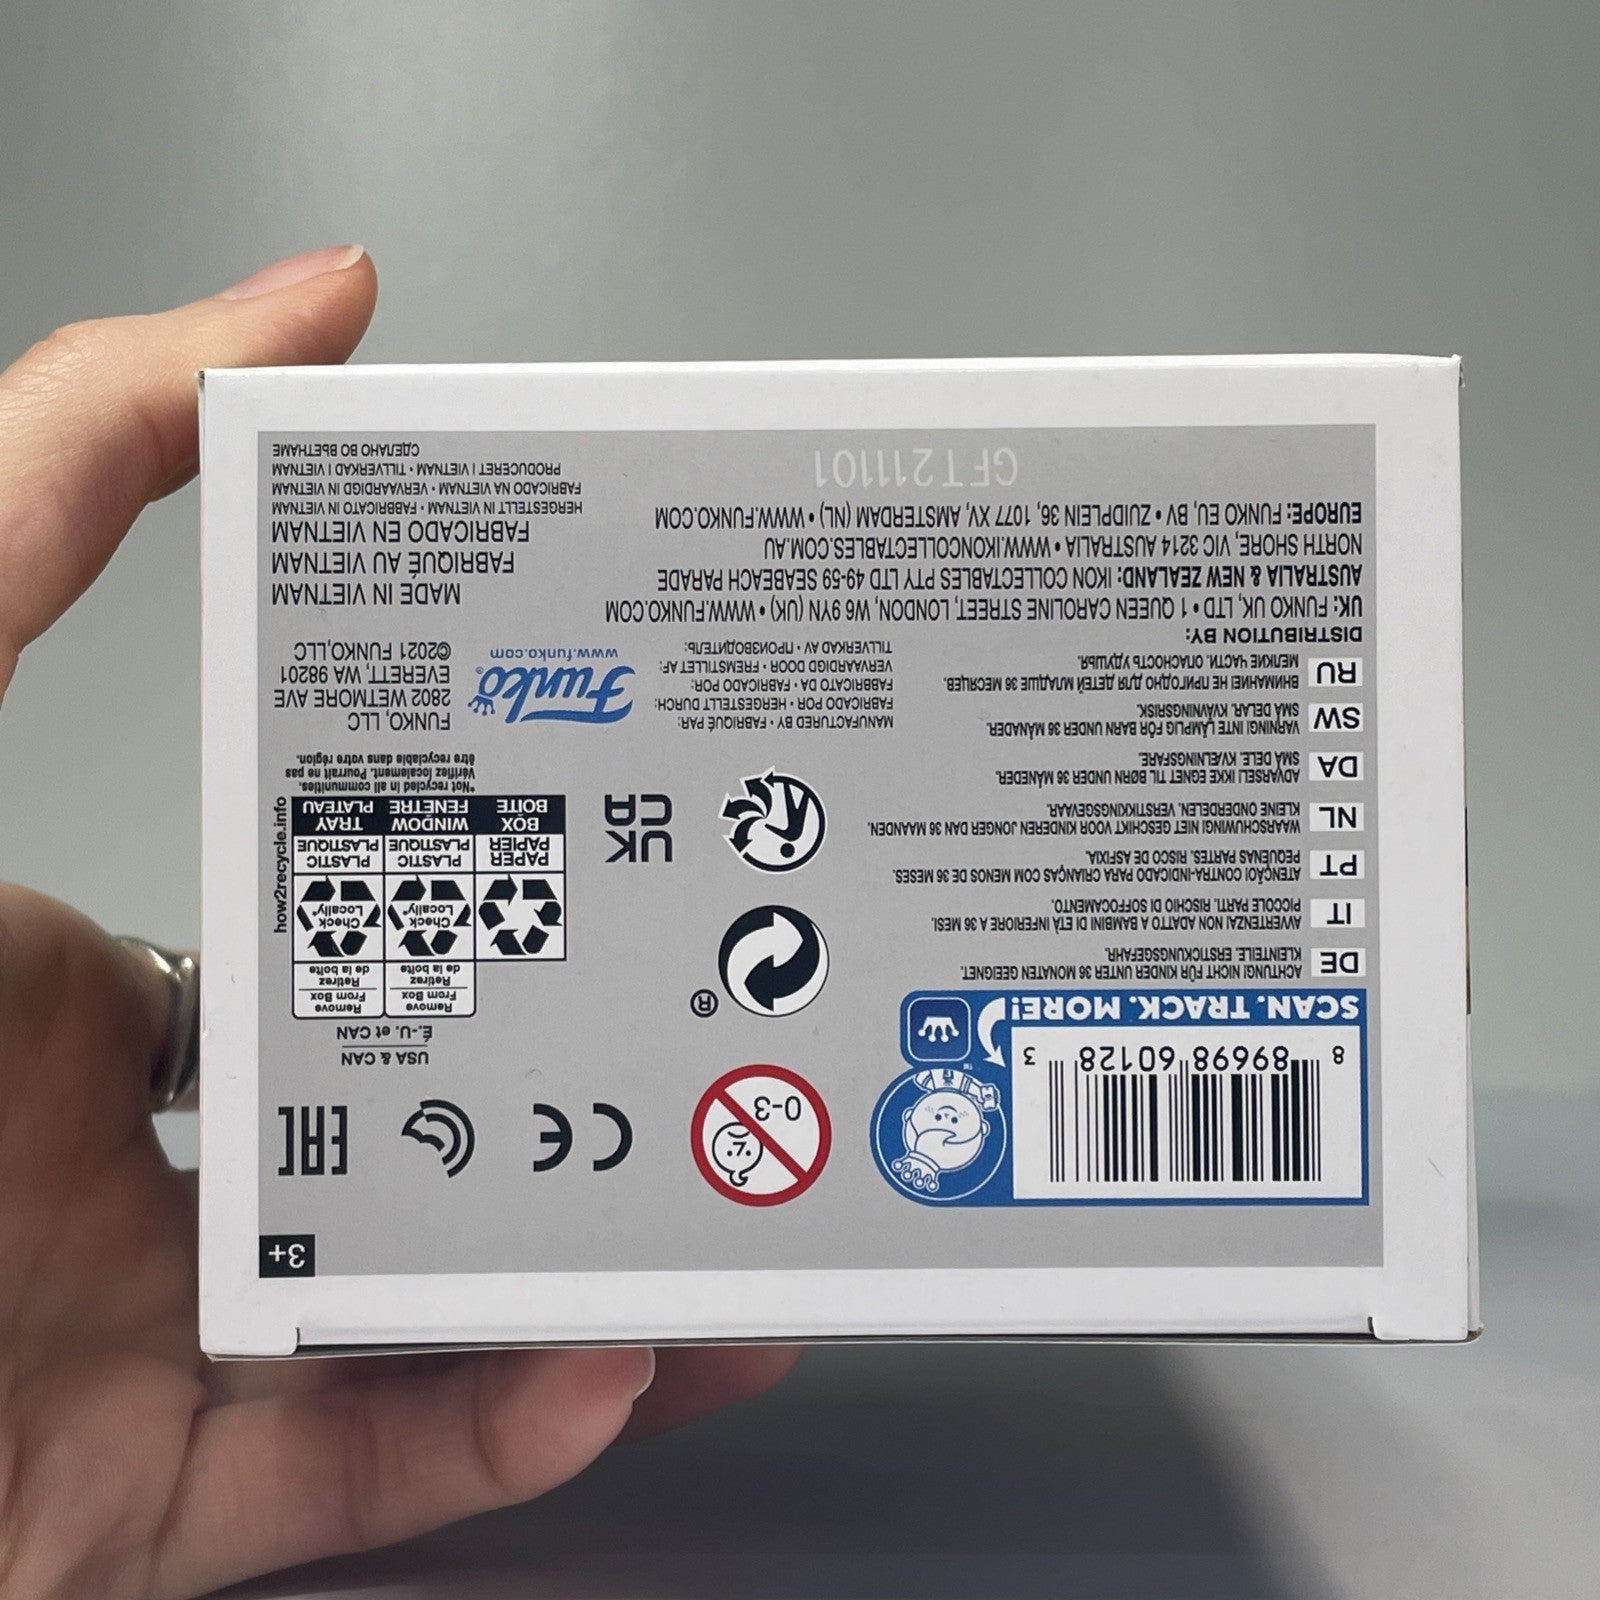 3+
8 89698 60128 3
SCAN. TRACK. MORE!
™
0-3
CE
EAC
USA & CAN
É.-U. et CAN
Remove
From Box
Retirez
de la boîte
Remove
From Box
Retirez
de la boîte
Check
Locally*
Check
Locally*
PAPER
PAPIER
BOX
BOÎTE
PLASTIC
PLASTIQUE
WINDOW
FENÊTRE
PLASTIC
PLASTIQUE
TRAY
PLATEAU
how2recycle.info
*Not recycled in all communities.
Vérifiez localement. Pourrait ne pas
être recyclable dans votre région.
®
UK
CA
DE
ACHTUNG! NICHT FÜR KINDER UNTER 36 MONATEN GEEIGNET.
KLEINTEILE. ERSTICKUNGSGEFAHR.
IT
AVVERTENZA! NON ADATTO A BAMBINI DI ETÀ INFERIORE A 36 MESI.
PICCOLE PARTI. RISCHIO DI SOFFOCAMENTO.
PT
ATENÇÃO! CONTRA-INDICADO PARA CRIANÇAS COM MENOS DE 36 MESES.
PEQUENAS PARTES. RISCO DE ASFIXIA.
NL
WAARSCHUWING! NIET GESCHIKT VOOR KINDEREN JONGER DAN 36 MAANDEN.
KLEINE ONDERDELEN. VERSTIKKINGSGEVAAR.
DA
ADVARSEL! IKKE EGNET TIL BØRN UNDER 36 MÅNEDER.
SMÅ DELE. KVÆLNINGSFARE.
SW
VARNING! INTE LÄMPLIG FÖR BARN UNDER 36 MÅNADER.
SMÅ DELAR. KVÄVNINGSRISK.
RU
ВНИМАНИЕ! НЕ ПРИГОДНО ДЛЯ ДЕТЕЙ МЛАДШЕ 36 МЕСЯЦЕВ.
МЕЛКИЕ ЧАСТИ. ОПАСНОСТЬ УДУШЬЯ.
MANUFACTURED BY • FABRIQUÉ PAR:
FABRICADO POR • HERGESTELLT DURCH:
FABBRICATO DA • FABRICADO POR:
VERVAARDIGD DOOR • FREMSTILLET AF:
TILLVERKAD AV • ПРОИЗВОДИТЕЛЬ:
Funko®
www.funko.com
FUNKO, LLC
2802 WETMORE AVE
EVERETT, WA 98201
©2021 FUNKO,LLC
DISTRIBUTION BY:
UK: FUNKO UK, LTD • 1 QUEEN CAROLINE STREET, LONDON, W6 9YN (UK) • WWW.FUNKO.COM
AUSTRALIA & NEW ZEALAND: IKON COLLECTABLES PTY LTD 49-59 SEABEACH PARADE
NORTH SHORE, VIC 3214 AUSTRALIA • WWW.IKONCOLLECTABLES.COM.AU
EUROPE: FUNKO, EU, BV • ZUIDPLEIN 36, 1077 XV, AMSTERDAM (NL) • WWW.FUNKO.COM
GFT211101
MADE IN VIETNAM
FABRIQUÉ AU VIETNAM
FABRICADO EN VIETNAM
HERGESTELLT IN VIETNAM • FABBRICATO IN VIETNAM
FABRICADO NA VIETNAM • VERVAARDIGD IN VIETNAM
PRODUCERET I VIETNAM • TILLVERKAD I VIETNAM
СДЕЛАНО ВО ВЬЕТНАМЕ